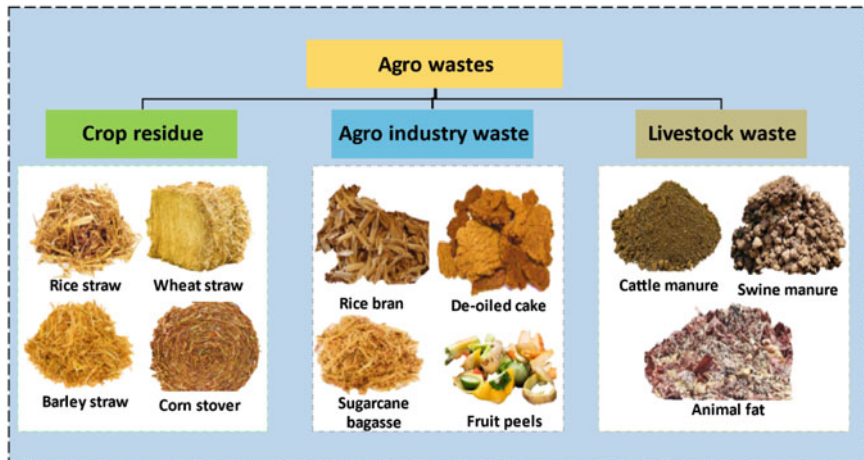 Agro wastes
Crop residue
Agro industry waste
Livestock waste
Rice straw
Wheat straw
Barley straw
Corn stover
Rice bran
De-oiled cake
Sugarcane
bagasse
Fruit peels
Cattle manure
Swine manure
Animal fat